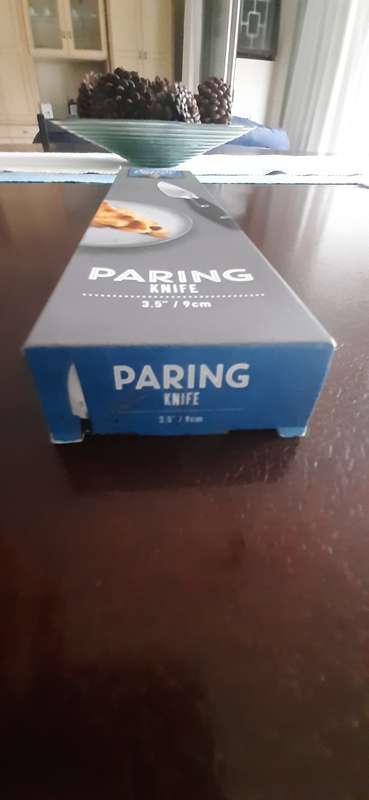 PARING
KNIFE
3.5" / 9cm
PARING
KNIFE
3.5" / 9cm